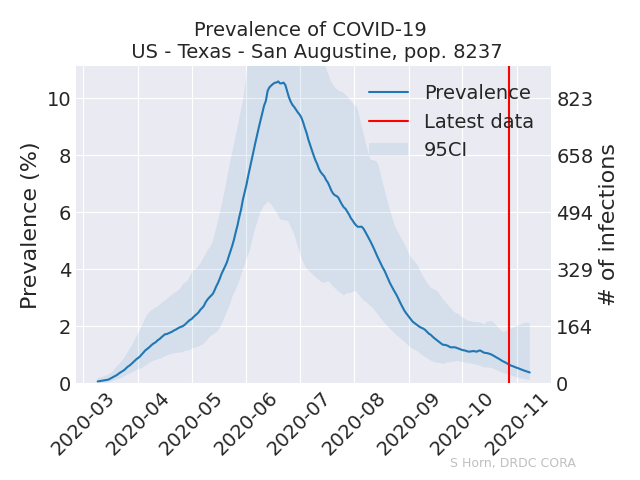 Prevalence of COVID-19
US - Texas - San Augustine, pop. 8237
Prevalence (%)
10
8
6
4
2
0
Prevalence
Latest data
95CI
823
658
494
329
164
0
# of infections
2020-03
2020-04
2020-05
2020-06
2020-07
2020-08
2020-09
2020-10
2020-11
S Horn, DRDC CORA